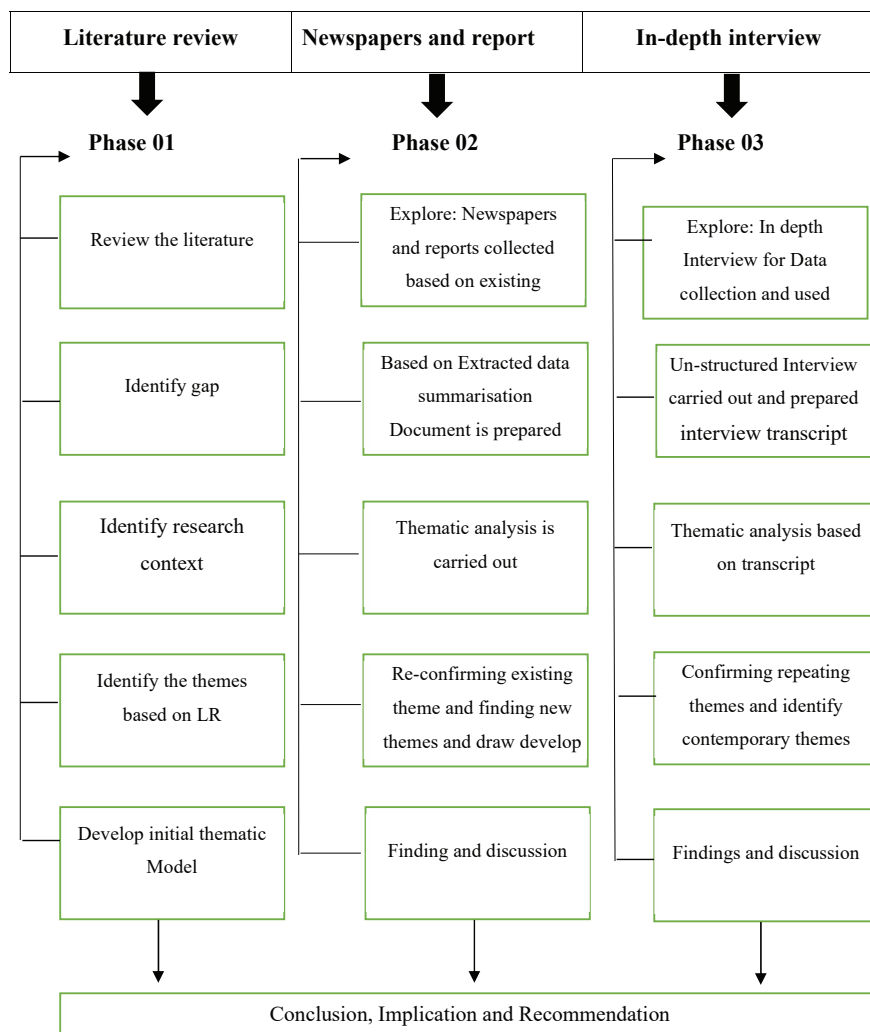 Literature review
Newspapers and report
In-depth interview
Phase 01
Review the literature
Identify gap
Identify research
context
Identify the themes
based on LR
Develop initial thematic
Model
Phase 02
Explore: Newspapers
and reports collected
based on existing
Based on Extracted data
summarisation
Document is prepared
Thematic analysis is
carried out
Re-confirming existing
theme and finding new
themes and draw develop
Finding and discussion
Phase 03
Explore: In depth
Interview for Data
collection and used
Un-structured Interview
carried out and prepared
interview transcript
Thematic analysis based
on transcript
Confirming repeating
themes and identify
contemporary themes
Findings and discussion
Conclusion, Implication and Recommendation